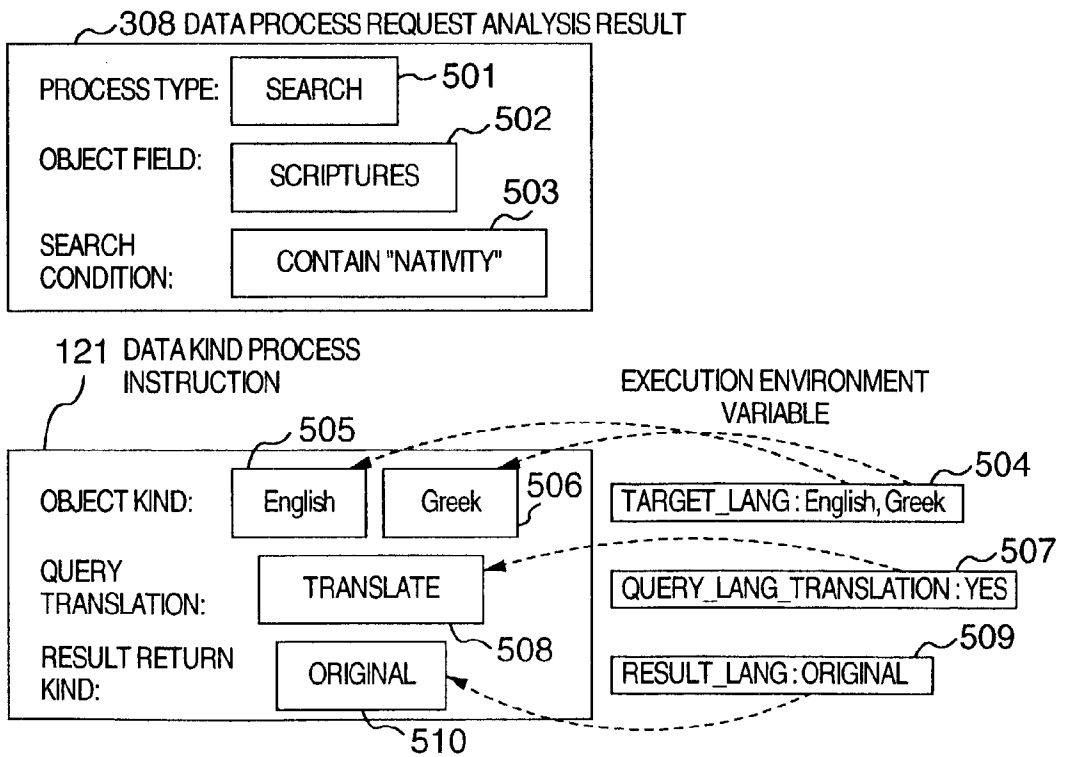 308 DATA PROCESS REQUEST ANALYSIS RESULT
PROCESS TYPE: SEARCH 501
502
OBJECT FIELD: SCRIPTURES
503
SEARCH CONDITION: CONTAIN "NATIVITY"
121 DATA KIND PROCESS INSTRUCTION
EXECUTION ENVIRONMENT VARIABLE
505
504
OBJECT KIND: English Greek 506 TARGET_LANG : English, Greek
507
QUERY TRANSLATION: TRANSLATE QUERY_LANG_TRANSLATION : YES
508
509
RESULT RETURN KIND: ORIGINAL RESULT_LANG : ORIGINAL
510